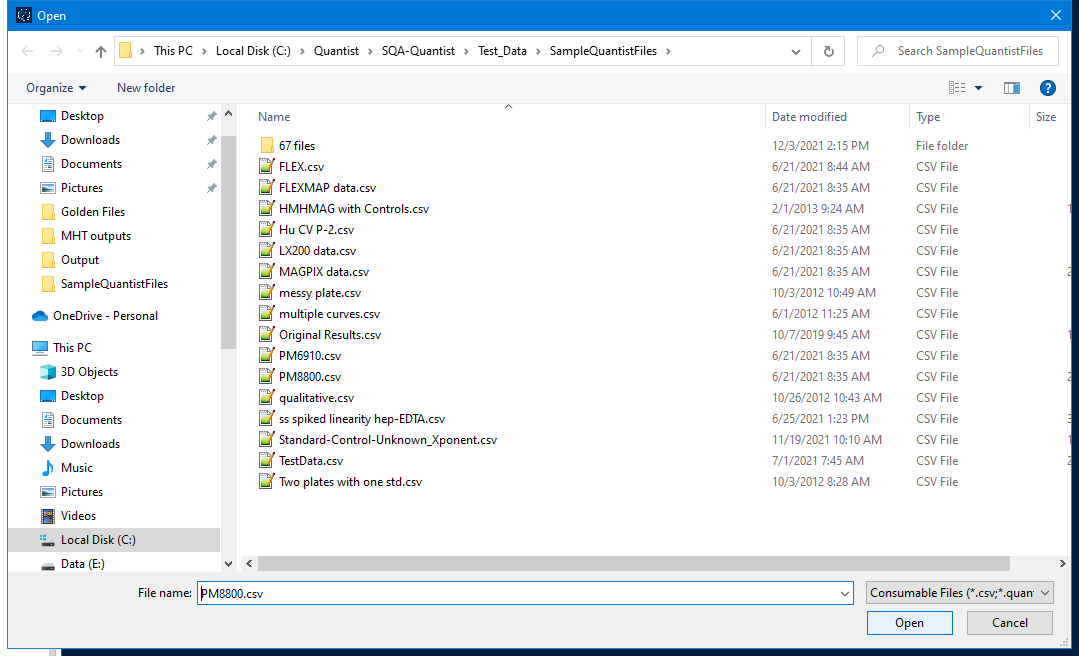 Open
This PC > Local Disk (C:) > Quantist > SQA-Quantist > Test_Data > SampleQuantistFiles >
Search SampleQuantistFiles
Organize
New folder
Desktop
Downloads
Documents
Pictures
Golden Files
MHT outputs
Output
SampleQuantistFiles
OneDrive - Personal
This PC
3D Objects
Desktop
Documents
Downloads
Music
Pictures
Videos
Local Disk (C:)
Data (E:)
Name Date modified Type Size
67 files 12/3/2021 2:15 PM File folder
FLEX.csv 6/21/2021 8:44 AM CSV File
FLEXMAP data.csv 6/21/2021 8:35 AM CSV File
HMHMAG with Controls.csv 2/1/2013 9:24 AM CSV File 1
Hu CV P-2.csv 6/21/2021 8:35 AM CSV File
LX200 data.csv 6/21/2021 8:35 AM CSV File
MAGPIX data.csv 6/21/2021 8:35 AM CSV File 2
messy plate.csv 10/3/2012 10:49 AM CSV File
multiple curves.csv 6/1/2012 11:25 AM CSV File
Original Results.csv 10/7/2019 9:45 AM CSV File 1
PM6910.csv 6/21/2021 8:35 AM CSV File
PM8800.csv 6/21/2021 8:35 AM CSV File 2
qualitative.csv 10/26/2012 10:43 AM CSV File
ss spiked linearity hep-EDTA.csv 6/25/2021 1:23 PM CSV File 3
Standard-Control-Unknown_Xponent.csv 11/19/2021 10:10 AM CSV File 1
TestData.csv 7/1/2021 7:45 AM CSV File 2
Two plates with one std.csv 10/3/2012 8:28 AM CSV File
File name: PM8800.csv
Consumable Files (*.csv;*.quan
Open
Cancel